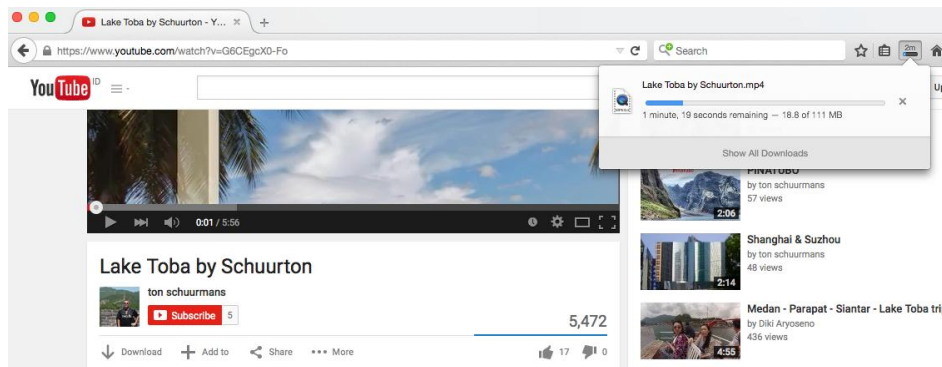 Lake Toba by Schuurton - Y...
https://www.youtube.com/watch?v=G6CEgcX0-Fo
Search
2m
YouTube ID
Lake Toba by Schuurton.mp4
1 minute, 19 seconds remaining — 18.8 of 111 MB
Show All Downloads
0:01 / 5:56
PINATUBO
by ton schuurmans
57 views
2:06
Shanghai & Suzhou
by ton schuurmans
48 views
2:14
Medan - Parapat - Siantar - Lake Toba tri
by Diki Aryoseno
436 views
4:55
Lake Toba by Schuurton
ton schuurmans
Subscribe 5
5,472
Download Add to Share More
17 0